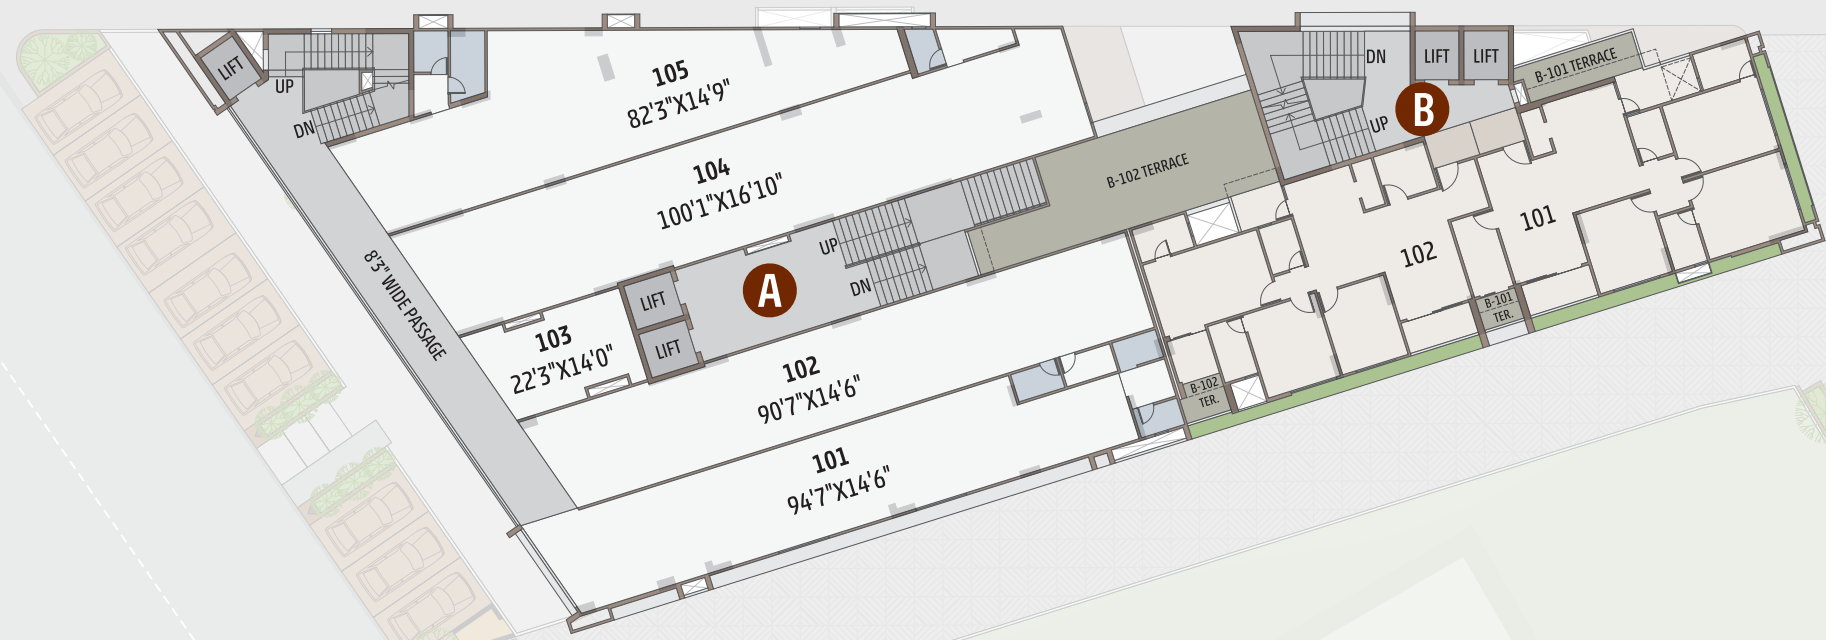 LIFT
UP
DN
105
82'3"X14'9"
104
100'1"X16'10"
8'3" WIDE PASSAGE
103
22'3"X14'0"
LIFT
LIFT
A
UP
DN
102
90'7"X14'6"
101
94'7"X14'6"
B-102 TERRACE
DN
UP
LIFT
LIFT
B
B-101 TERRACE
102
101
B-101
TER.
B-102
TER.